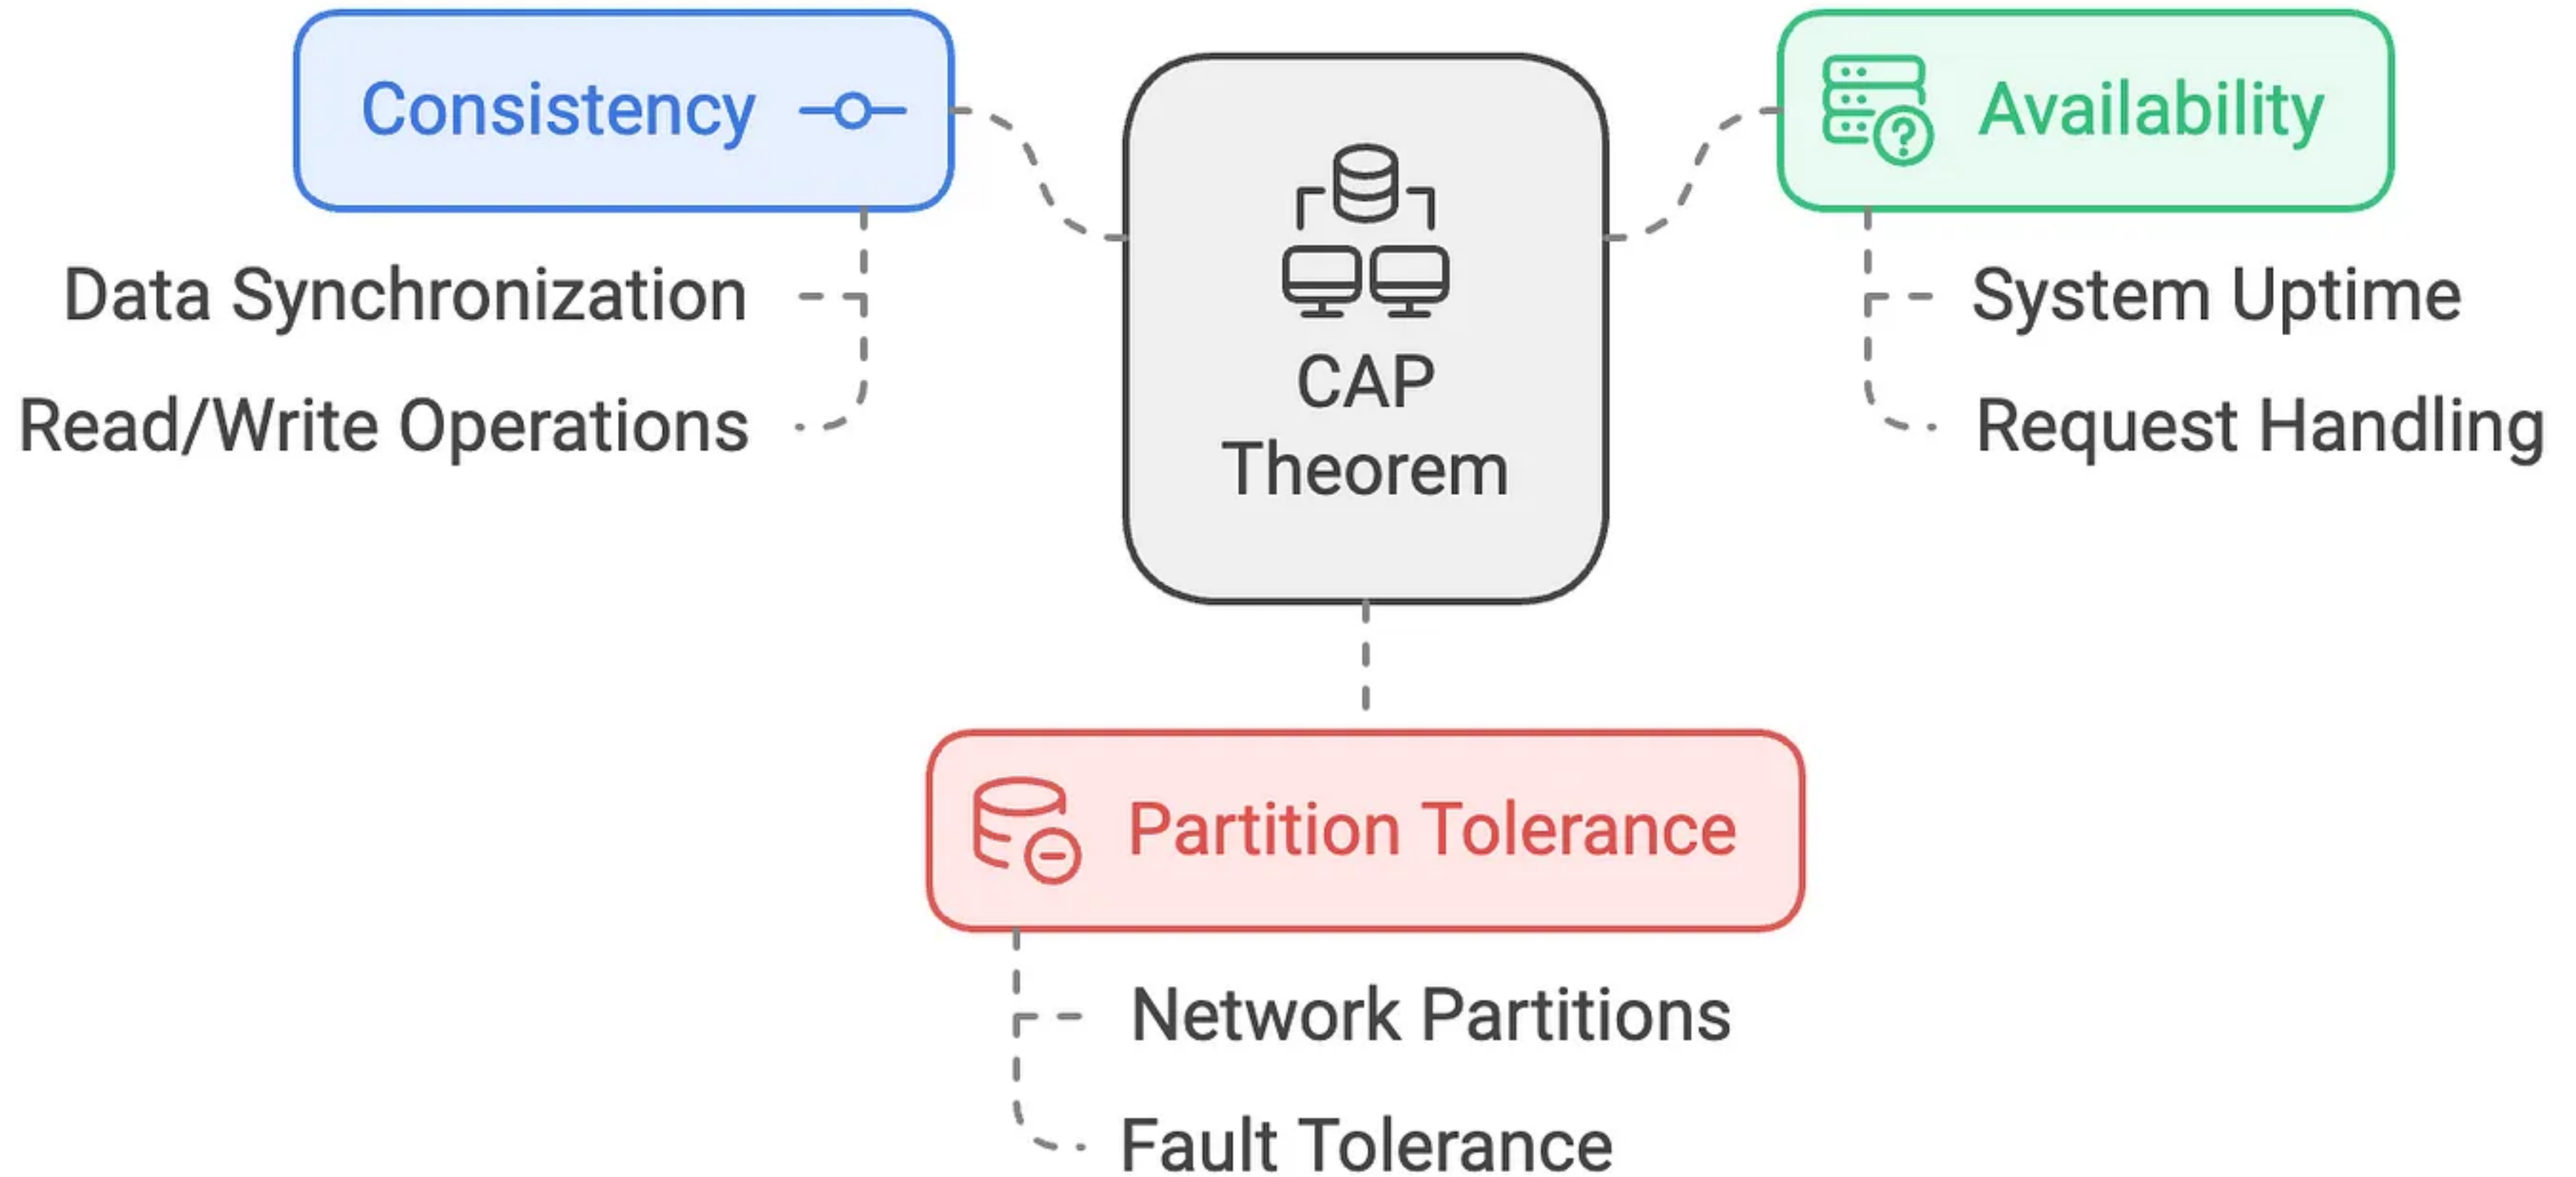 Consistency
Data Synchronization
Read/Write Operations
CAP
Theorem
Availability
System Uptime
Request Handling
Partition Tolerance
Network Partitions
Fault Tolerance